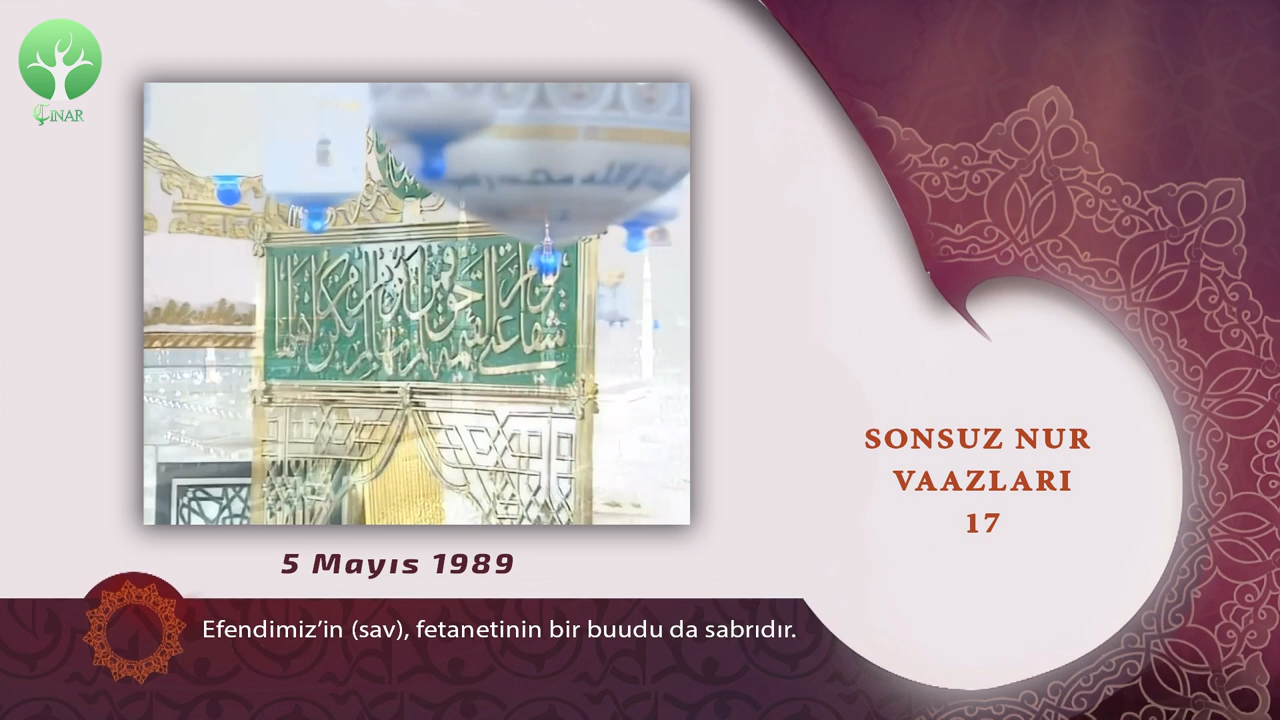 ÇINAR
5 Mayıs 1989
SONSUZ NUR
VAAZLARI
17
Efendimiz’in (sav), fetanetinin bir buudu da sabrıdır.